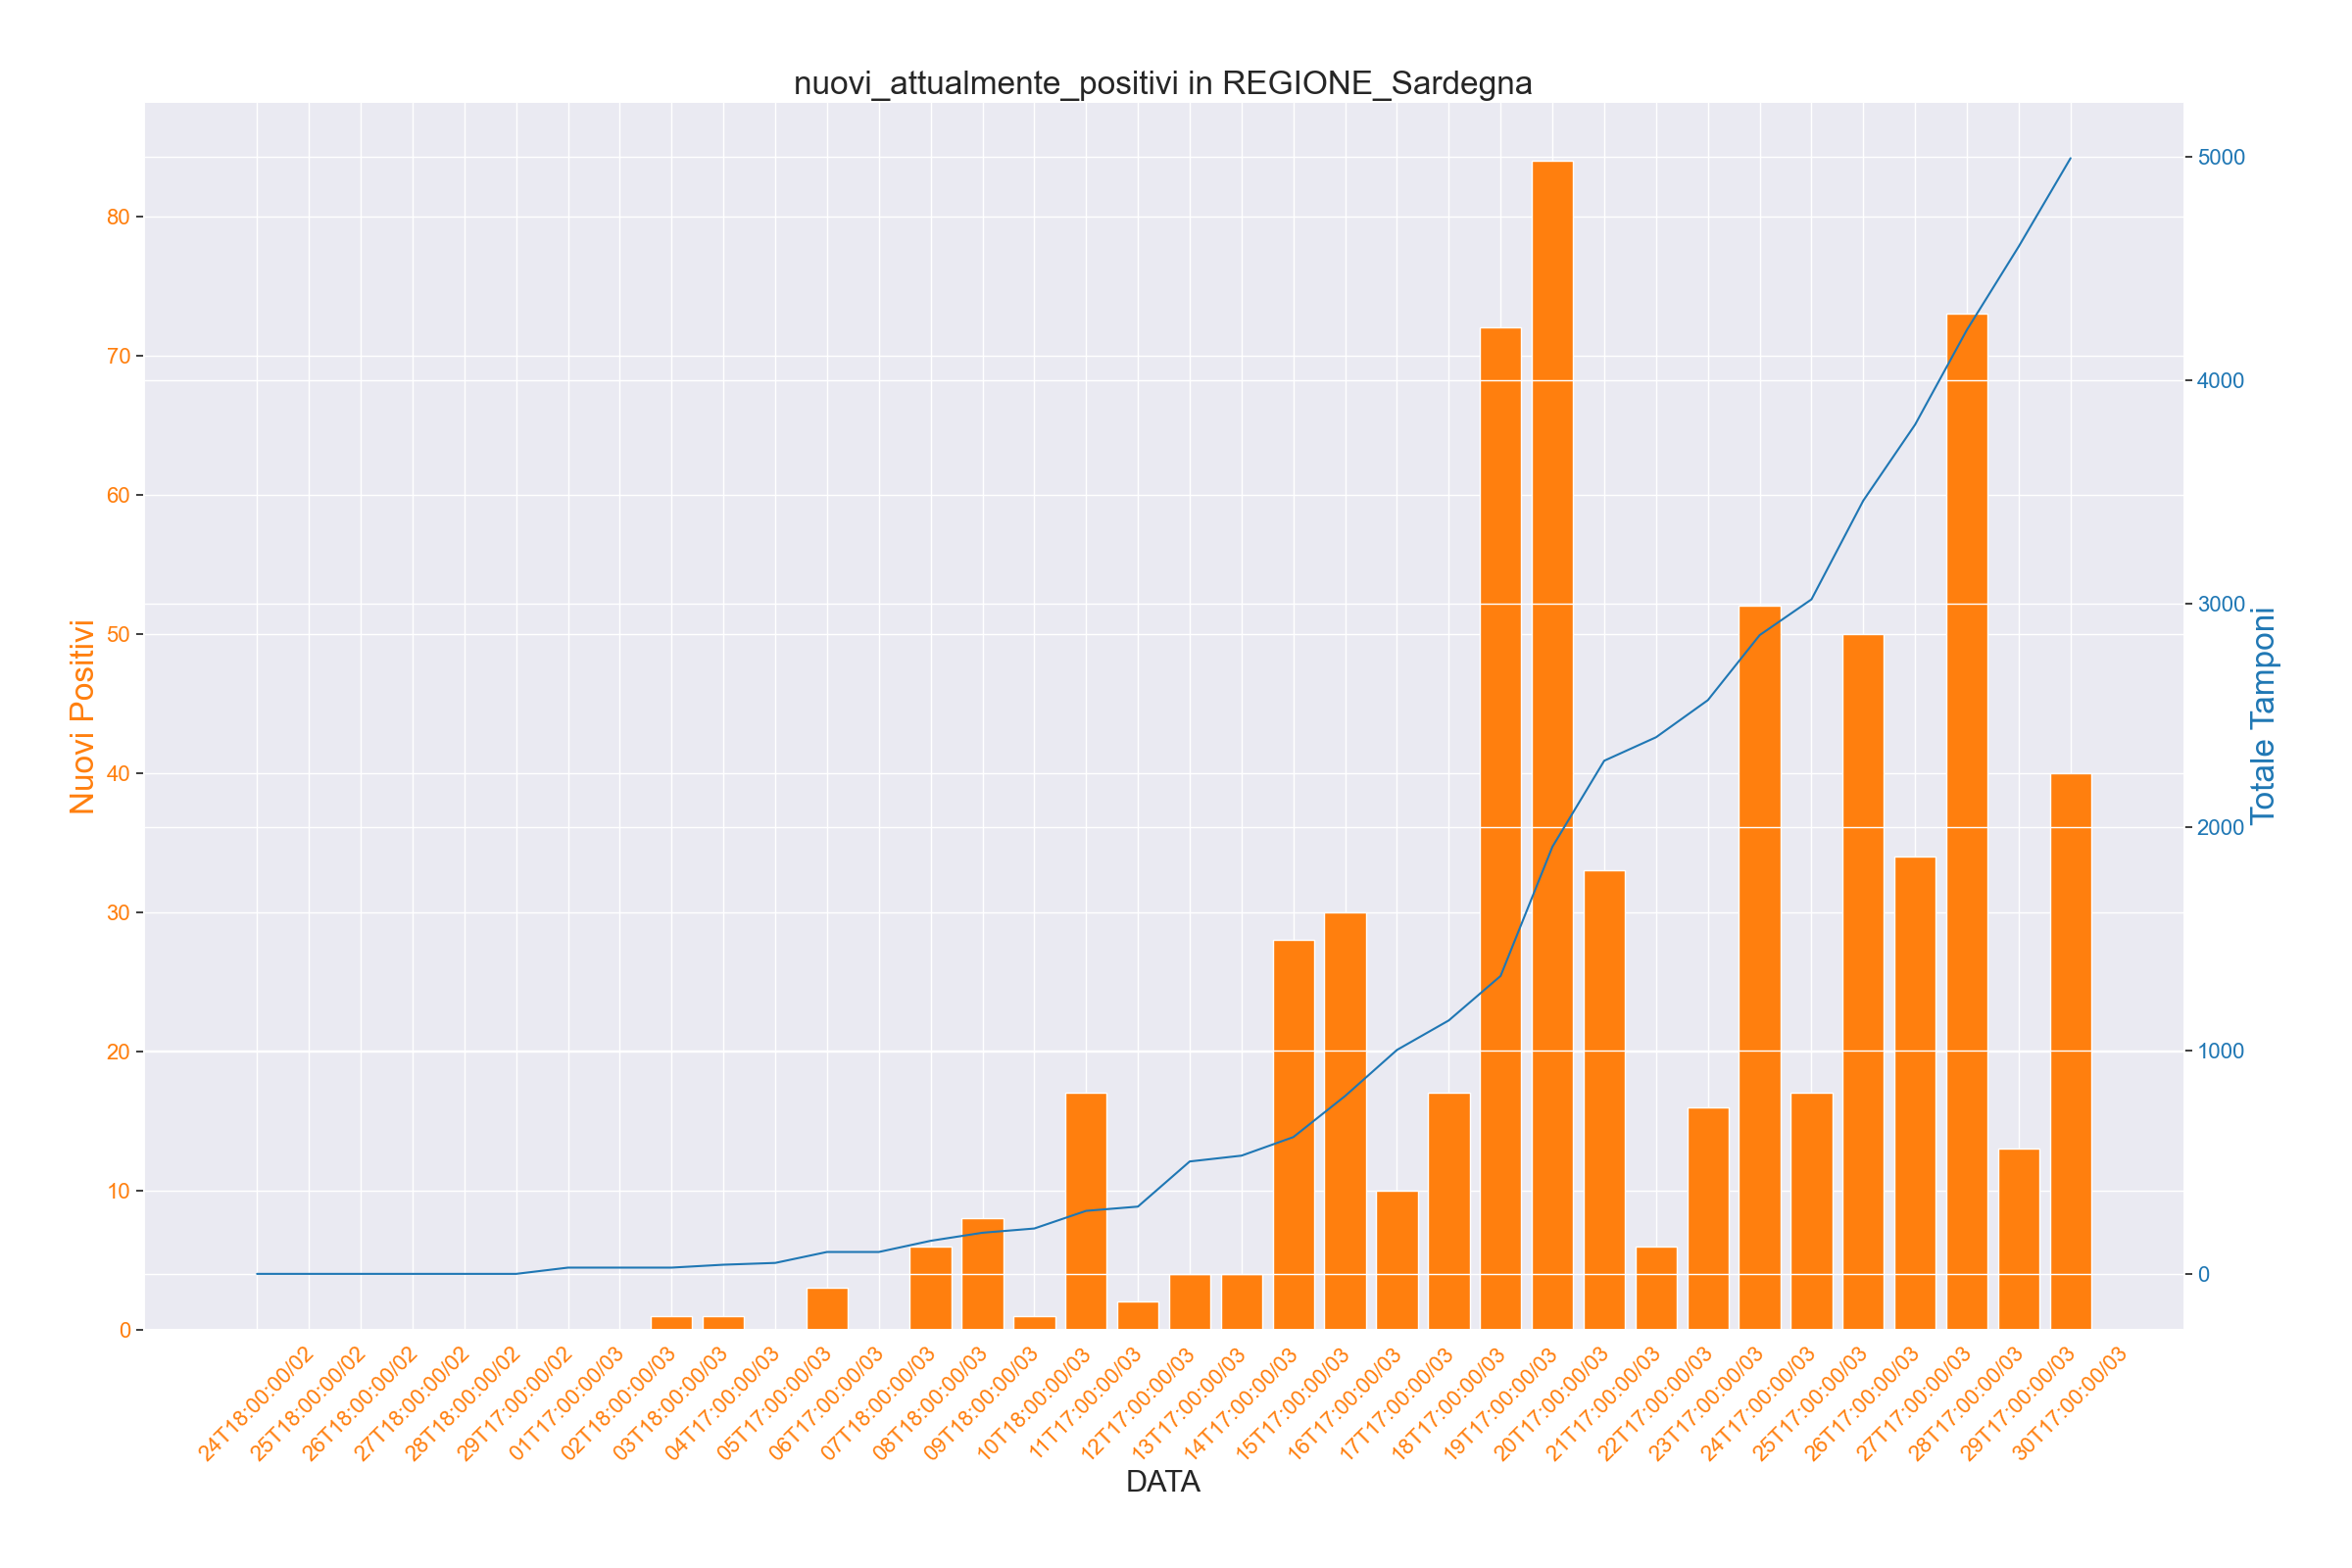 nuovi_attualmente_positivi in REGIONE_Sardegna
Nuovi Positivi
80
70
60
50
40
30
20
10
0
5000
4000
3000
2000
1000
0
Totale Tamponi
24T18:00:00/02
25T18:00:00/02
26T18:00:00/02
27T18:00:00/02
28T18:00:00/02
29T17:00:00/02
01T17:00:00/03
02T18:00:00/03
03T18:00:00/03
04T17:00:00/03
05T17:00:00/03
06T17:00:00/03
07T18:00:00/03
08T18:00:00/03
09T18:00:00/03
10T18:00:00/03
11T17:00:00/03
12T17:00:00/03
13T17:00:00/03
14T17:00:00/03
15T17:00:00/03
16T17:00:00/03
17T17:00:00/03
18T17:00:00/03
19T17:00:00/03
20T17:00:00/03
21T17:00:00/03
22T17:00:00/03
23T17:00:00/03
24T17:00:00/03
25T17:00:00/03
26T17:00:00/03
27T17:00:00/03
28T17:00:00/03
29T17:00:00/03
30T17:00:00/03
DATA